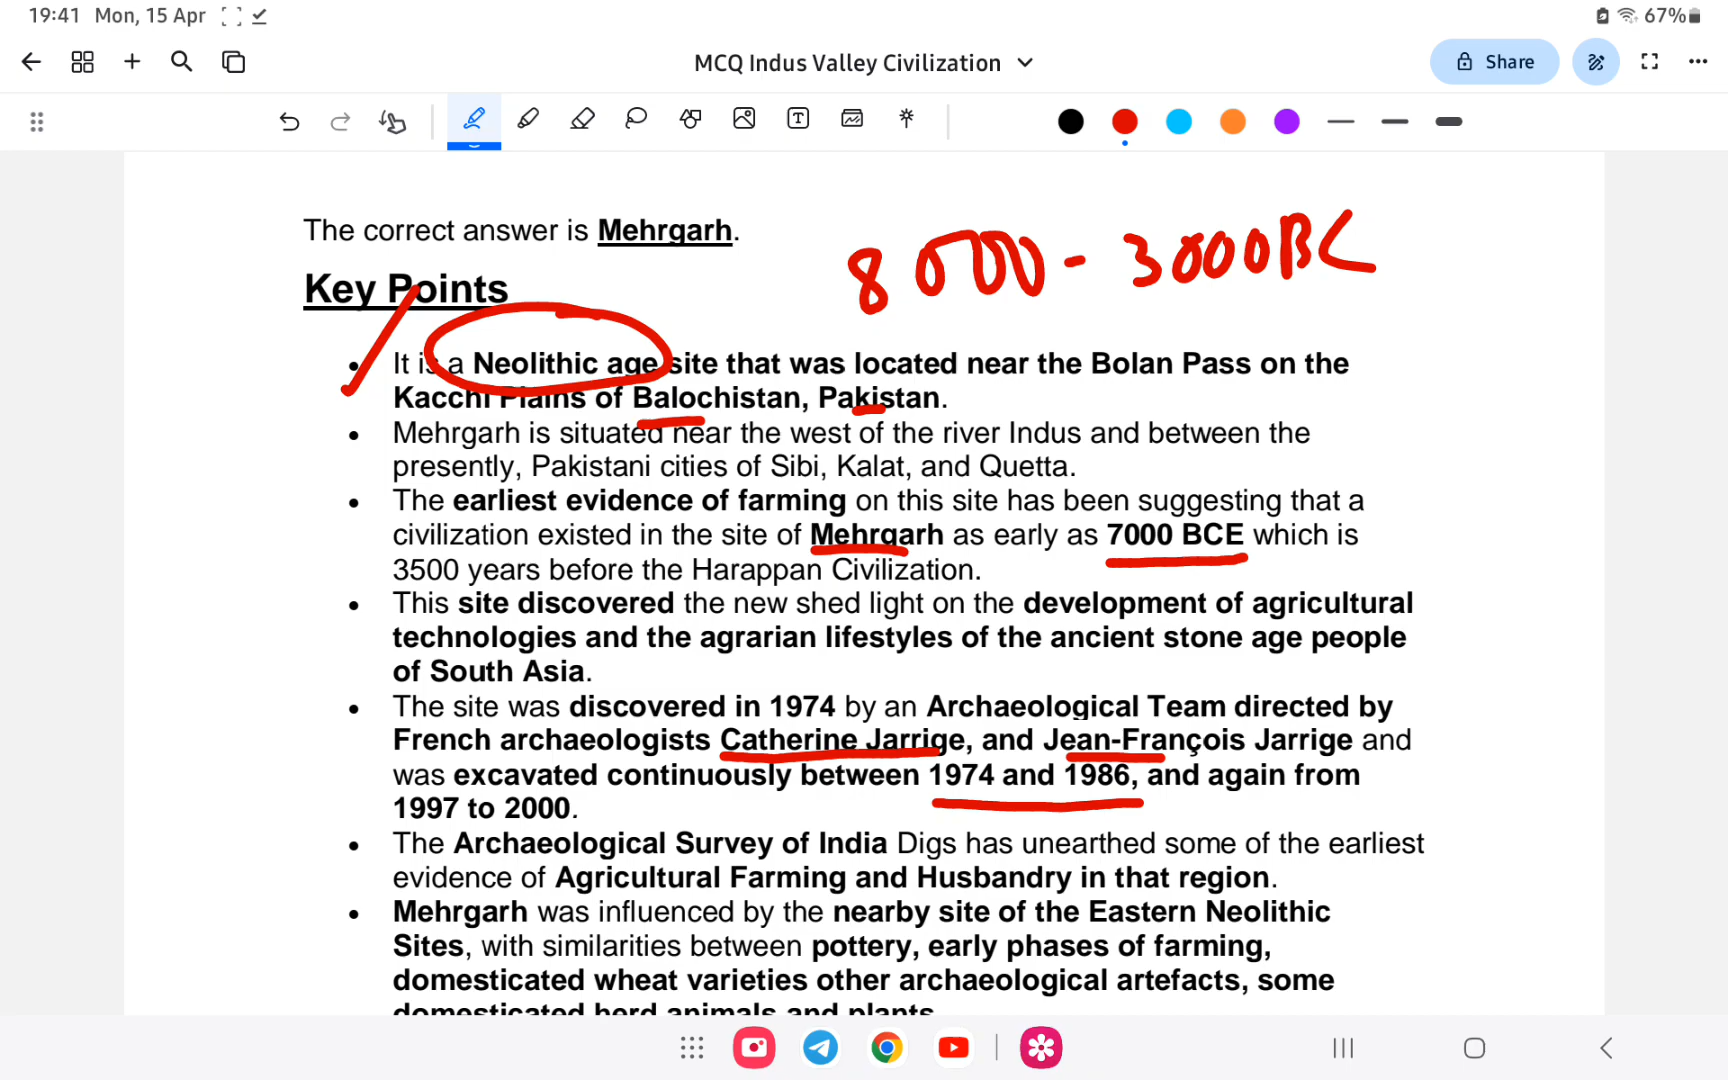 19:41 Mon, 15 Apr 67%
MCQ Indus Valley Civilization Share
The correct answer is Mehrgarh.
8000 - 3000BC
Key Points
It is a Neolithic age site that was located near the Bolan Pass on the
Kacchi Plains of Balochistan, Pakistan.
Mehrgarh is situated near the west of the river Indus and between the
presently, Pakistani cities of Sibi, Kalat, and Quetta.
The earliest evidence of farming on this site has been suggesting that a
civilization existed in the site of Mehrgarh as early as 7000 BCE which is
3500 years before the Harappan Civilization.
This site discovered the new shed light on the development of agricultural
technologies and the agrarian lifestyles of the ancient stone age people
of South Asia.
The site was discovered in 1974 by an Archaeological Team directed by
French archaeologists Catherine Jarrige, and Jean-François Jarrige and
was excavated continuously between 1974 and 1986, and again from
1997 to 2000.
The Archaeological Survey of India Digs has unearthed some of the earliest
evidence of Agricultural Farming and Husbandry in that region.
Mehrgarh was influenced by the nearby site of the Eastern Neolithic
Sites, with similarities between pottery, early phases of farming,
domesticated wheat varieties other archaeological artefacts, some
domesticated herd animals and plants.